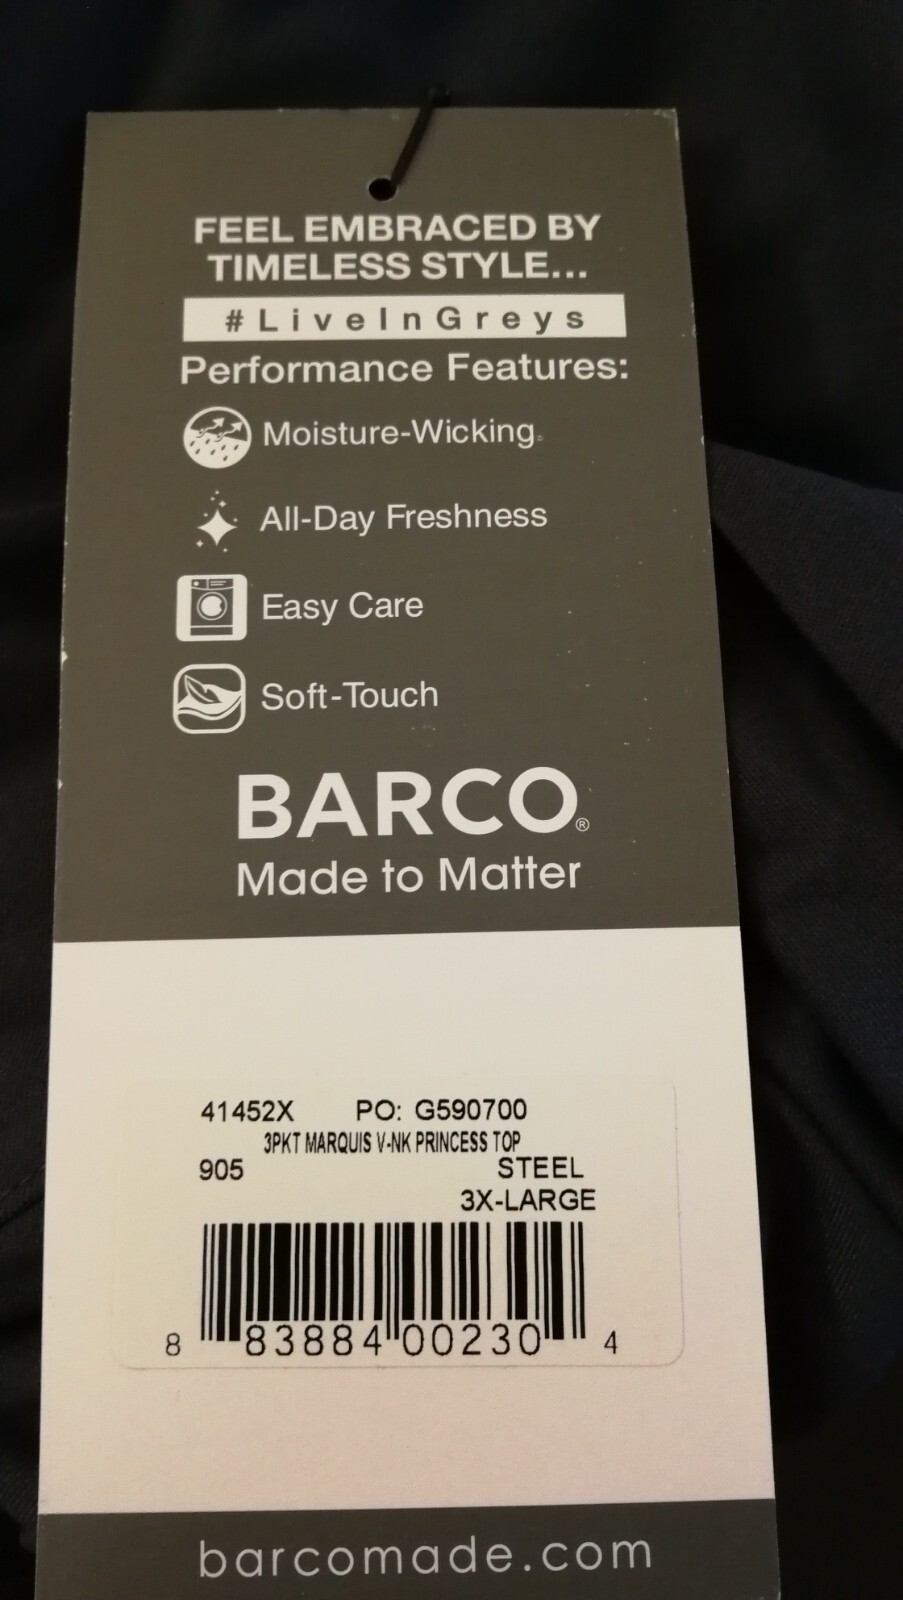 FEEL EMBRACED BY
TIMELESS STYLE...
#LiveInGreys
Performance Features:
Moisture-Wicking
All-Day Freshness
Easy Care
Soft-Touch
BARCO®
Made to Matter
41452X PO: G590700
3PKT MARQUIS V-NK PRINCESS TOP
905 STEEL
3X-LARGE
8 83884 00230 4
barcomade.com